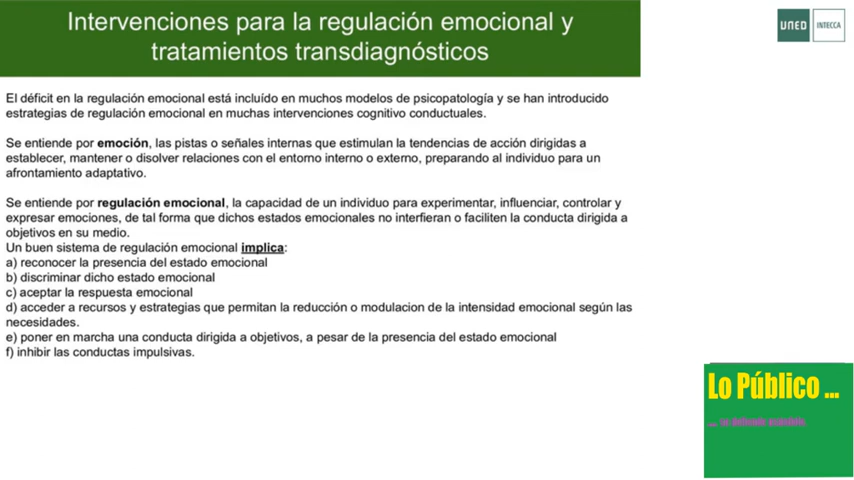 Intervenciones para la regulación emocional y
tratamientos transdiagnósticos
UNED
INTECCA
El déficit en la regulación emocional está incluído en muchos modelos de psicopatología y se han introducido
estrategias de regulación emocional en muchas intervenciones cognitivo conductuales.
Se entiende por emoción, las pistas o señales internas que estimulan la tendencias de acción dirigidas a
establecer, mantener o disolver relaciones con el entorno interno o externo, preparando al individuo para un
afrontamiento adaptativo.
Se entiende por regulación emocional, la capacidad de un individuo para experimentar, influenciar, controlar y
expresar emociones, de tal forma que dichos estados emocionales no interfieran o faciliten la conducta dirigida a
objetivos en su medio.
Un buen sistema de regulación emocional implica:
a) reconocer la presencia del estado emocional
b) discriminar dicho estado emocional
c) aceptar la respuesta emocional
d) acceder a recursos y estrategias que permitan la reducción o modulacion de la intensidad emocional según las
necesidades.
e) poner en marcha una conducta dirigida a objetivos, a pesar de la presencia del estado emocional
f) inhibir las conductas impulsivas.
Lo Público ...